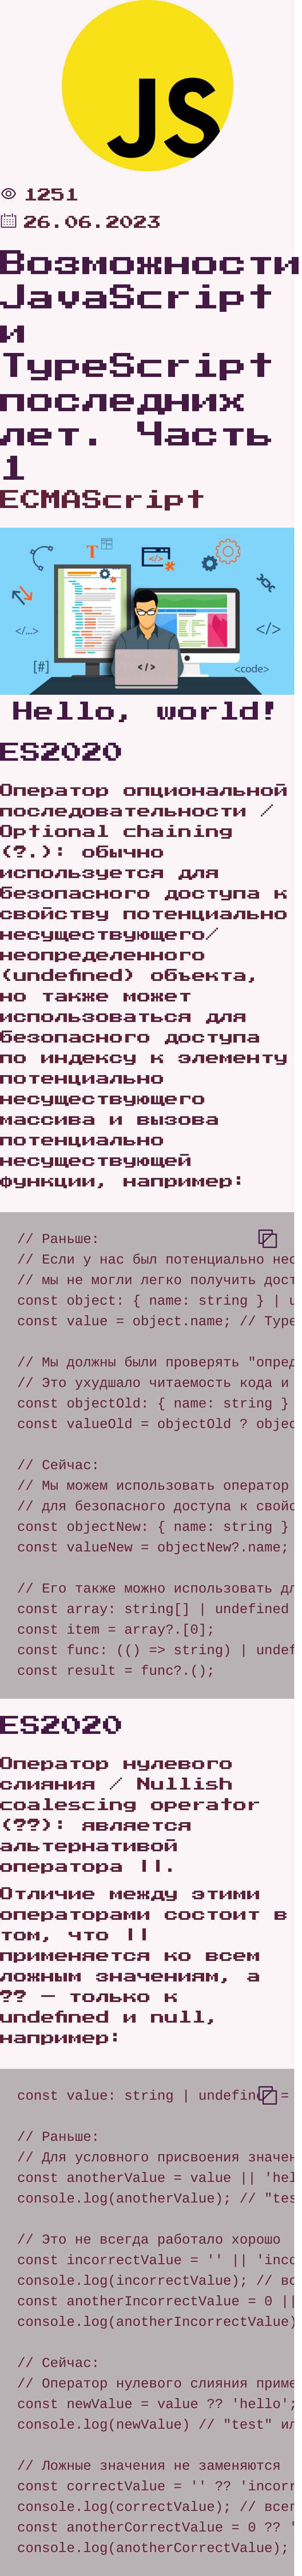 JS
1251
26.06.2023
Возможности
JavaScript
и
TypeScript
последних
лет. Часть
1
ECMAScript
T
</...>
[#]
</>
</>
<code>
Hello, world!
ES2020
Оператор опциональной
последовательности /
Optional chaining
(?.): обычно
используется для
безопасного доступа к
свойству потенциально
несуществующего/
неопределенного
(undefined) объекта,
но также может
использоваться для
безопасного доступа
по индексу к элементу
потенциально
несуществующего
массива и вызова
потенциально
несуществующей
функции, например:
// Раньше:
// Если у нас был потенциально нес
// мы не могли легко получить дост
const object: { name: string } | u
const value = object.name; // Type
// Мы должны были проверять "опред
// Это ухудшало читаемость кода и
const objectOld: { name: string }
const valueOld = objectOld ? objec
// Сейчас:
// Мы можем использовать оператор
// для безопасного доступа к свойс
const objectNew: { name: string }
const valueNew = objectNew?.name;
// Его также можно использовать дл
const array: string[] | undefined
const item = array?.[0];
const func: (() => string) | undef
const result = func?.();
ES2020
Оператор нулевого
слияния / Nullish
coalescing operator
(??): является
альтернативой
оператора ||.
Отличие между этими
операторами состоит в
том, что ||
применяется ко всем
ложным значениям, а
?? — только к
undefined и null,
например:
const value: string | undefined =
// Раньше:
// Для условного присвоения значен
const anotherValue = value || 'hel
console.log(anotherValue); // "tes
// Это не всегда работало хорошо
const incorrectValue = '' || 'inco
console.log(incorrectValue); // вс
const anotherIncorrectValue = 0 ||
console.log(anotherIncorrectValue)
// Сейчас:
// Оператор нулевого слияния приме
const newValue = value ?? 'hello';
console.log(newValue) // "test" ил
// Ложные значения не заменяются
const correctValue = '' ?? 'incorr
console.log(correctValue); // всег
const anotherCorrectValue = 0 ?? '
console.log(anotherCorrectValue);